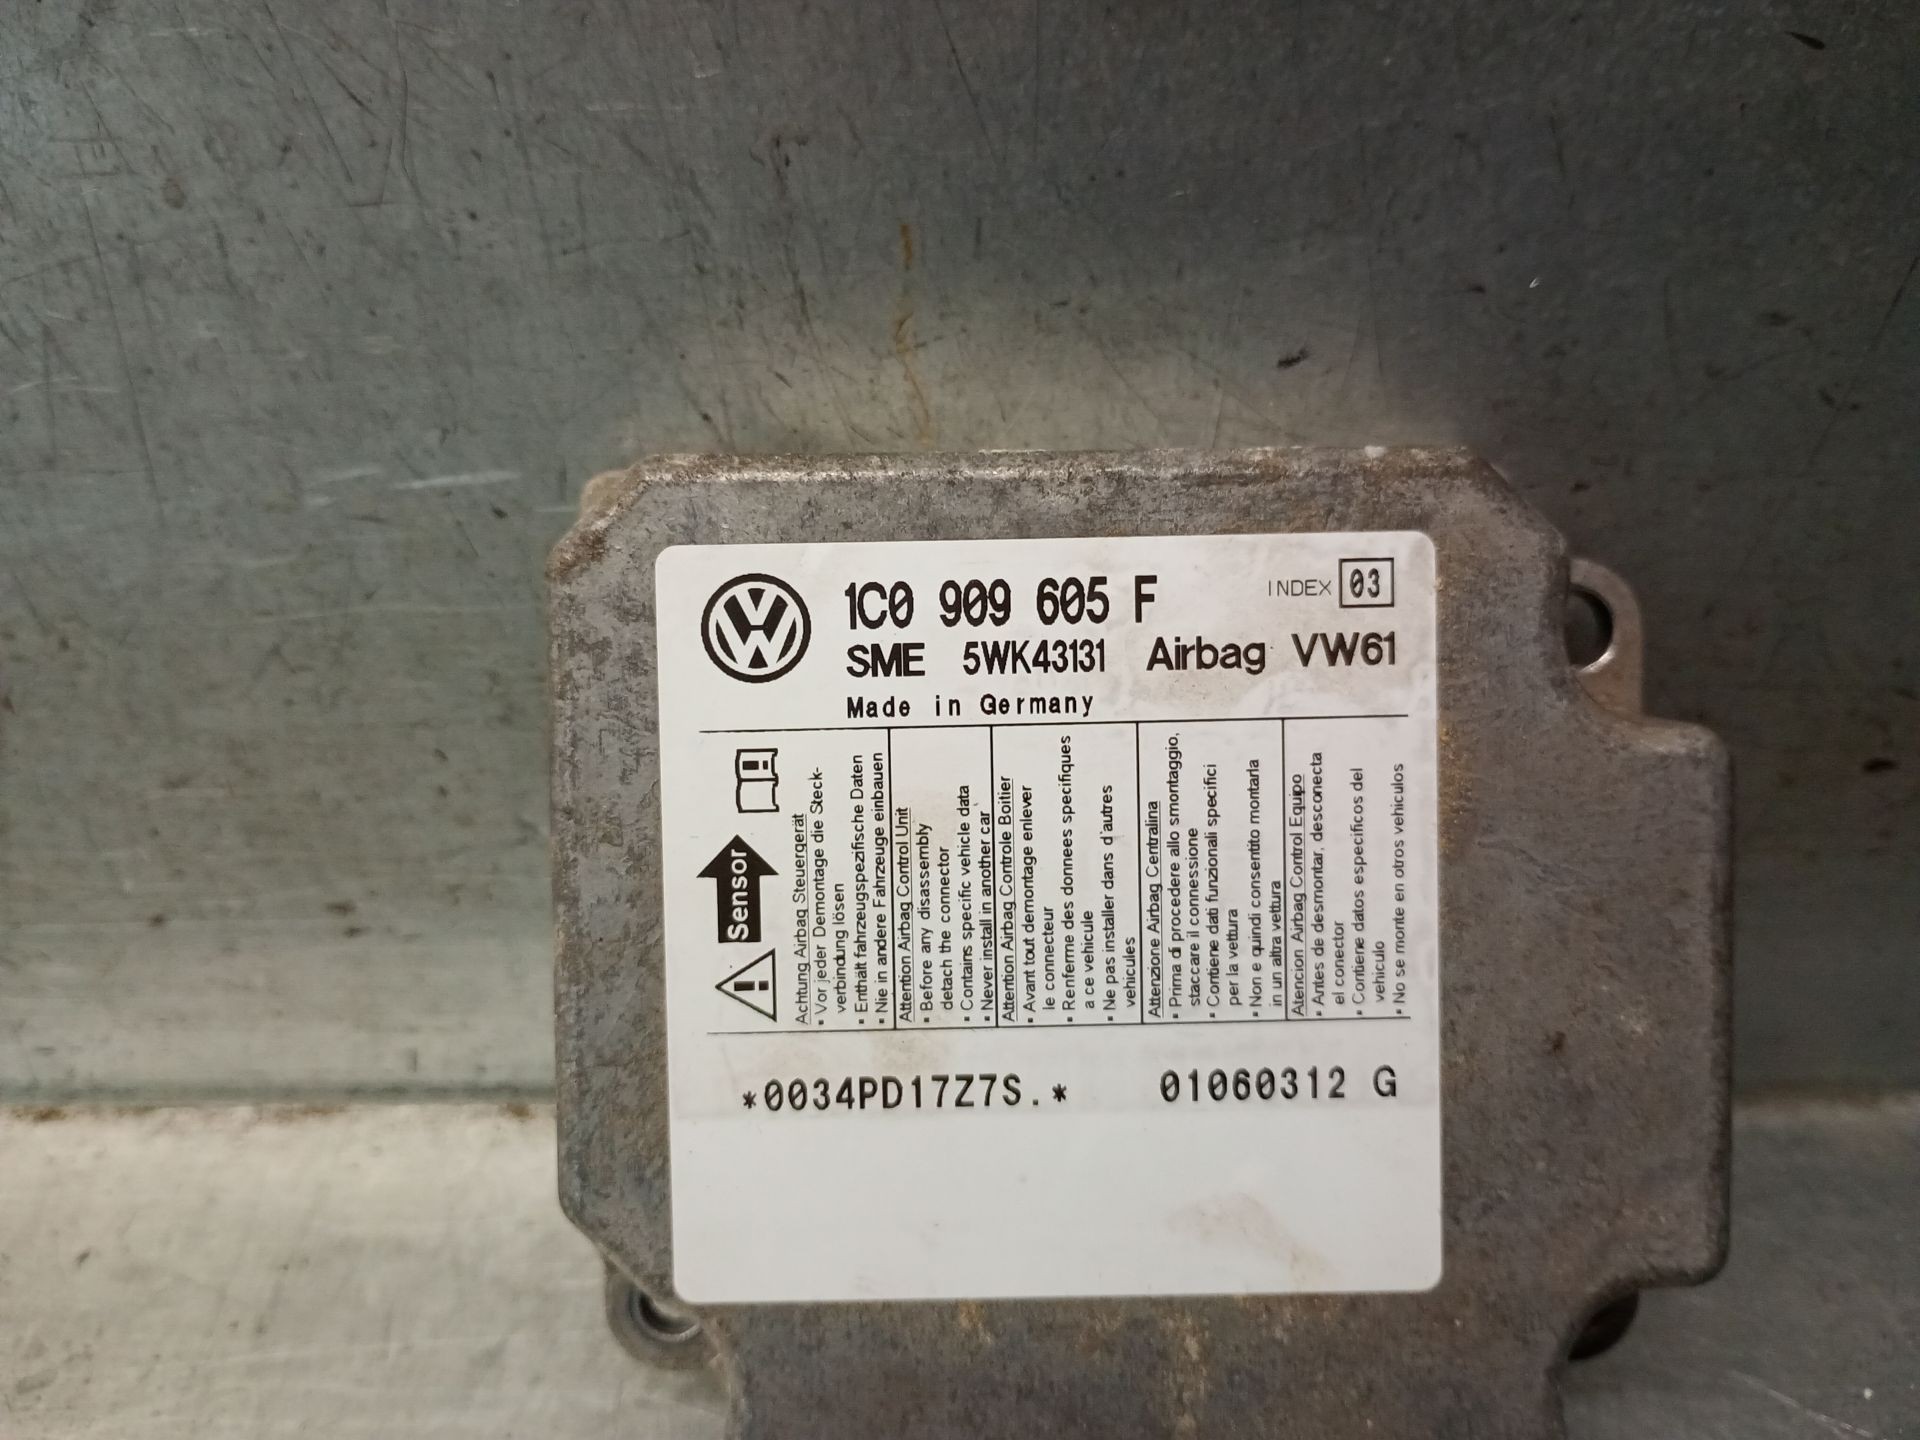 1C0 909 605 F
INDEX 03
SME 5WK43131 Airbag VW61
Made in Germany
Sensor
Achtung Airbag Steuergerät
▪ Vor jeder Demontage die Steck-
verbindung lösen
▪ Enthält fahrzeugspezifische Daten
▪ Nie in andere Fahrzeuge einbauen
Attention Airbag Control Unit
▪ Before any disassembly
detach the connector
▪ Contains specific vehicle data
▪ Never install in another car
Attention Airbag Controle Boitier
▪ Avant tout demontage enlever
le connecteur
▪ Renferme des donnees specifiques
a ce vehicule
▪ Ne pas installer dans d'autres
vehicules
Attenzione Airbag Centralina
▪ Prima di procedere allo smontaggio,
staccare il connessione
▪ Contiene dati funzionali specifici
per la vettura
▪ Non e quindi consentito montarla
in un altra vettura
Atencion Airbag Control Equipo
▪ Antes de desmontar, desconecta
el conector
▪ Contiene datos especificos del
vehiculo
▪ No se monte en otros vehiculos
*0034PD17Z7S.*
01060312 G